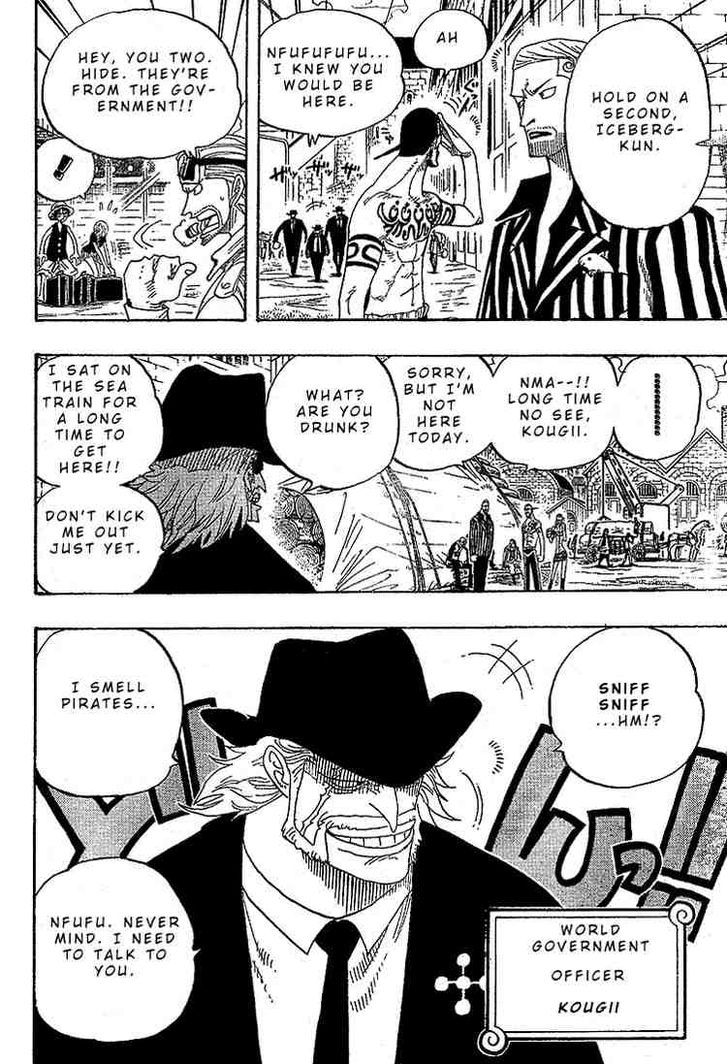 HOLD ON A
SECOND,
ICEBERG-
KUN.
AH
NFUFUFUFU...
I KNEW YOU
WOULD BE
HERE.
HEY, YOU TWO.
HIDE. THEY'RE
FROM THE GOV-
ERNMENT!!
!
NMA--!!
LONG TIME
NO SEE,
KOUGII.
SORRY,
BUT I'M
NOT
HERE
TODAY.
WHAT?
ARE YOU
DRUNK?
I SAT ON
THE SEA
TRAIN FOR
A LONG
TIME TO
GET
HERE!!
DON'T KICK
ME OUT
JUST YET.
SNIFF
SNIFF
...HM!?
I SMELL
PIRATES...
NFUFU. NEVER
MIND. I NEED
TO TALK TO
YOU.
WORLD
GOVERNMENT
OFFICER
KOUGII